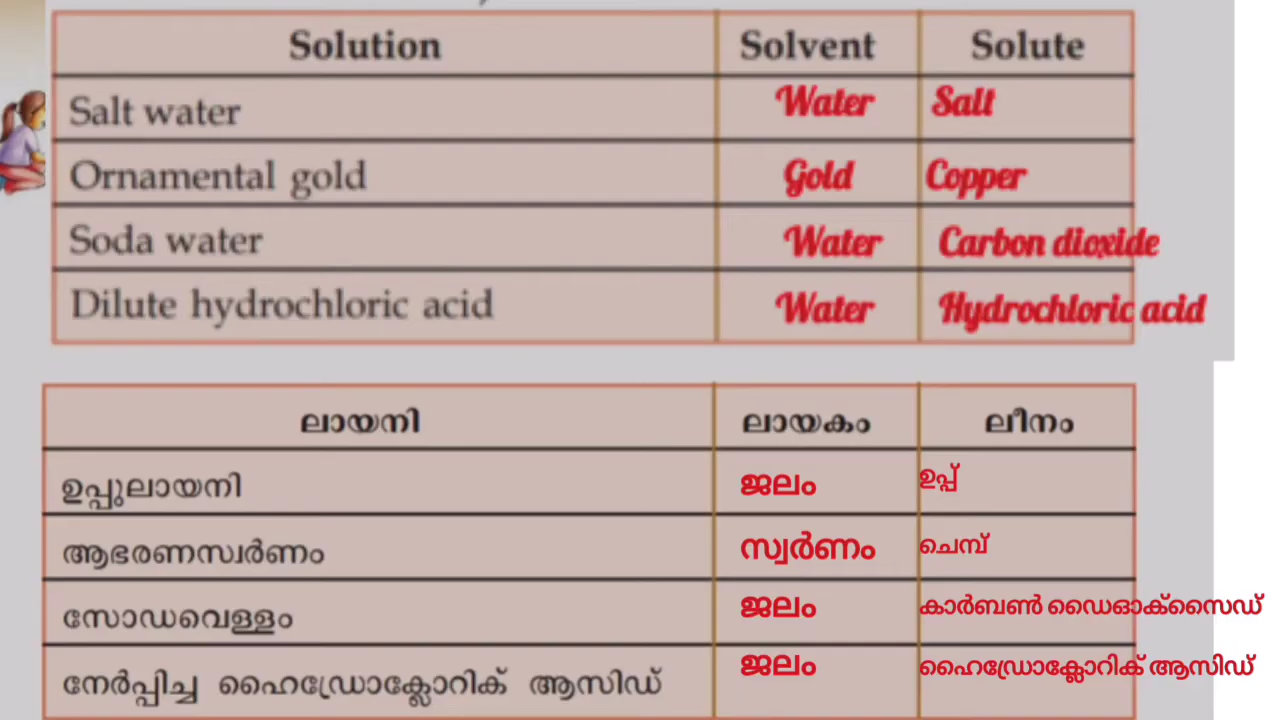 Solution Solvent Solute
Salt water Water Salt
Ornamental gold Gold Copper
Soda water Water Carbon dioxide
Dilute hydrochloric acid Water Hydrochloric acid
ലായനി ലായകം ലീനം
ഉപ്പുലായനി ജലം ഉപ്പ്
ആഭരണസ്വർണം സ്വർണം ചെമ്പ്
സോഡവെള്ളം ജലം കാർബൺ ഡൈഓക്സൈഡ്
നേർപ്പിച്ച ഹൈഡ്രോക്ലോറിക് ആസിഡ് ജലം ഹൈഡ്രോക്ലോറിക് ആസിഡ്